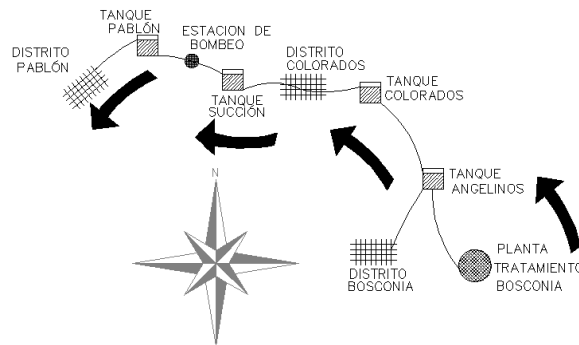 TANQUE
PABLÓN
ESTACION DE
BOMBEO
DISTRITO
PABLÓN
DISTRITO
COLORADOS
TANQUE
SUCCIÓN
TANQUE
COLORADOS
TANQUE
ANGELINOS
N
DISTRITO
BOSCONIA
PLANTA
TRATAMIENTO
BOSCONIA